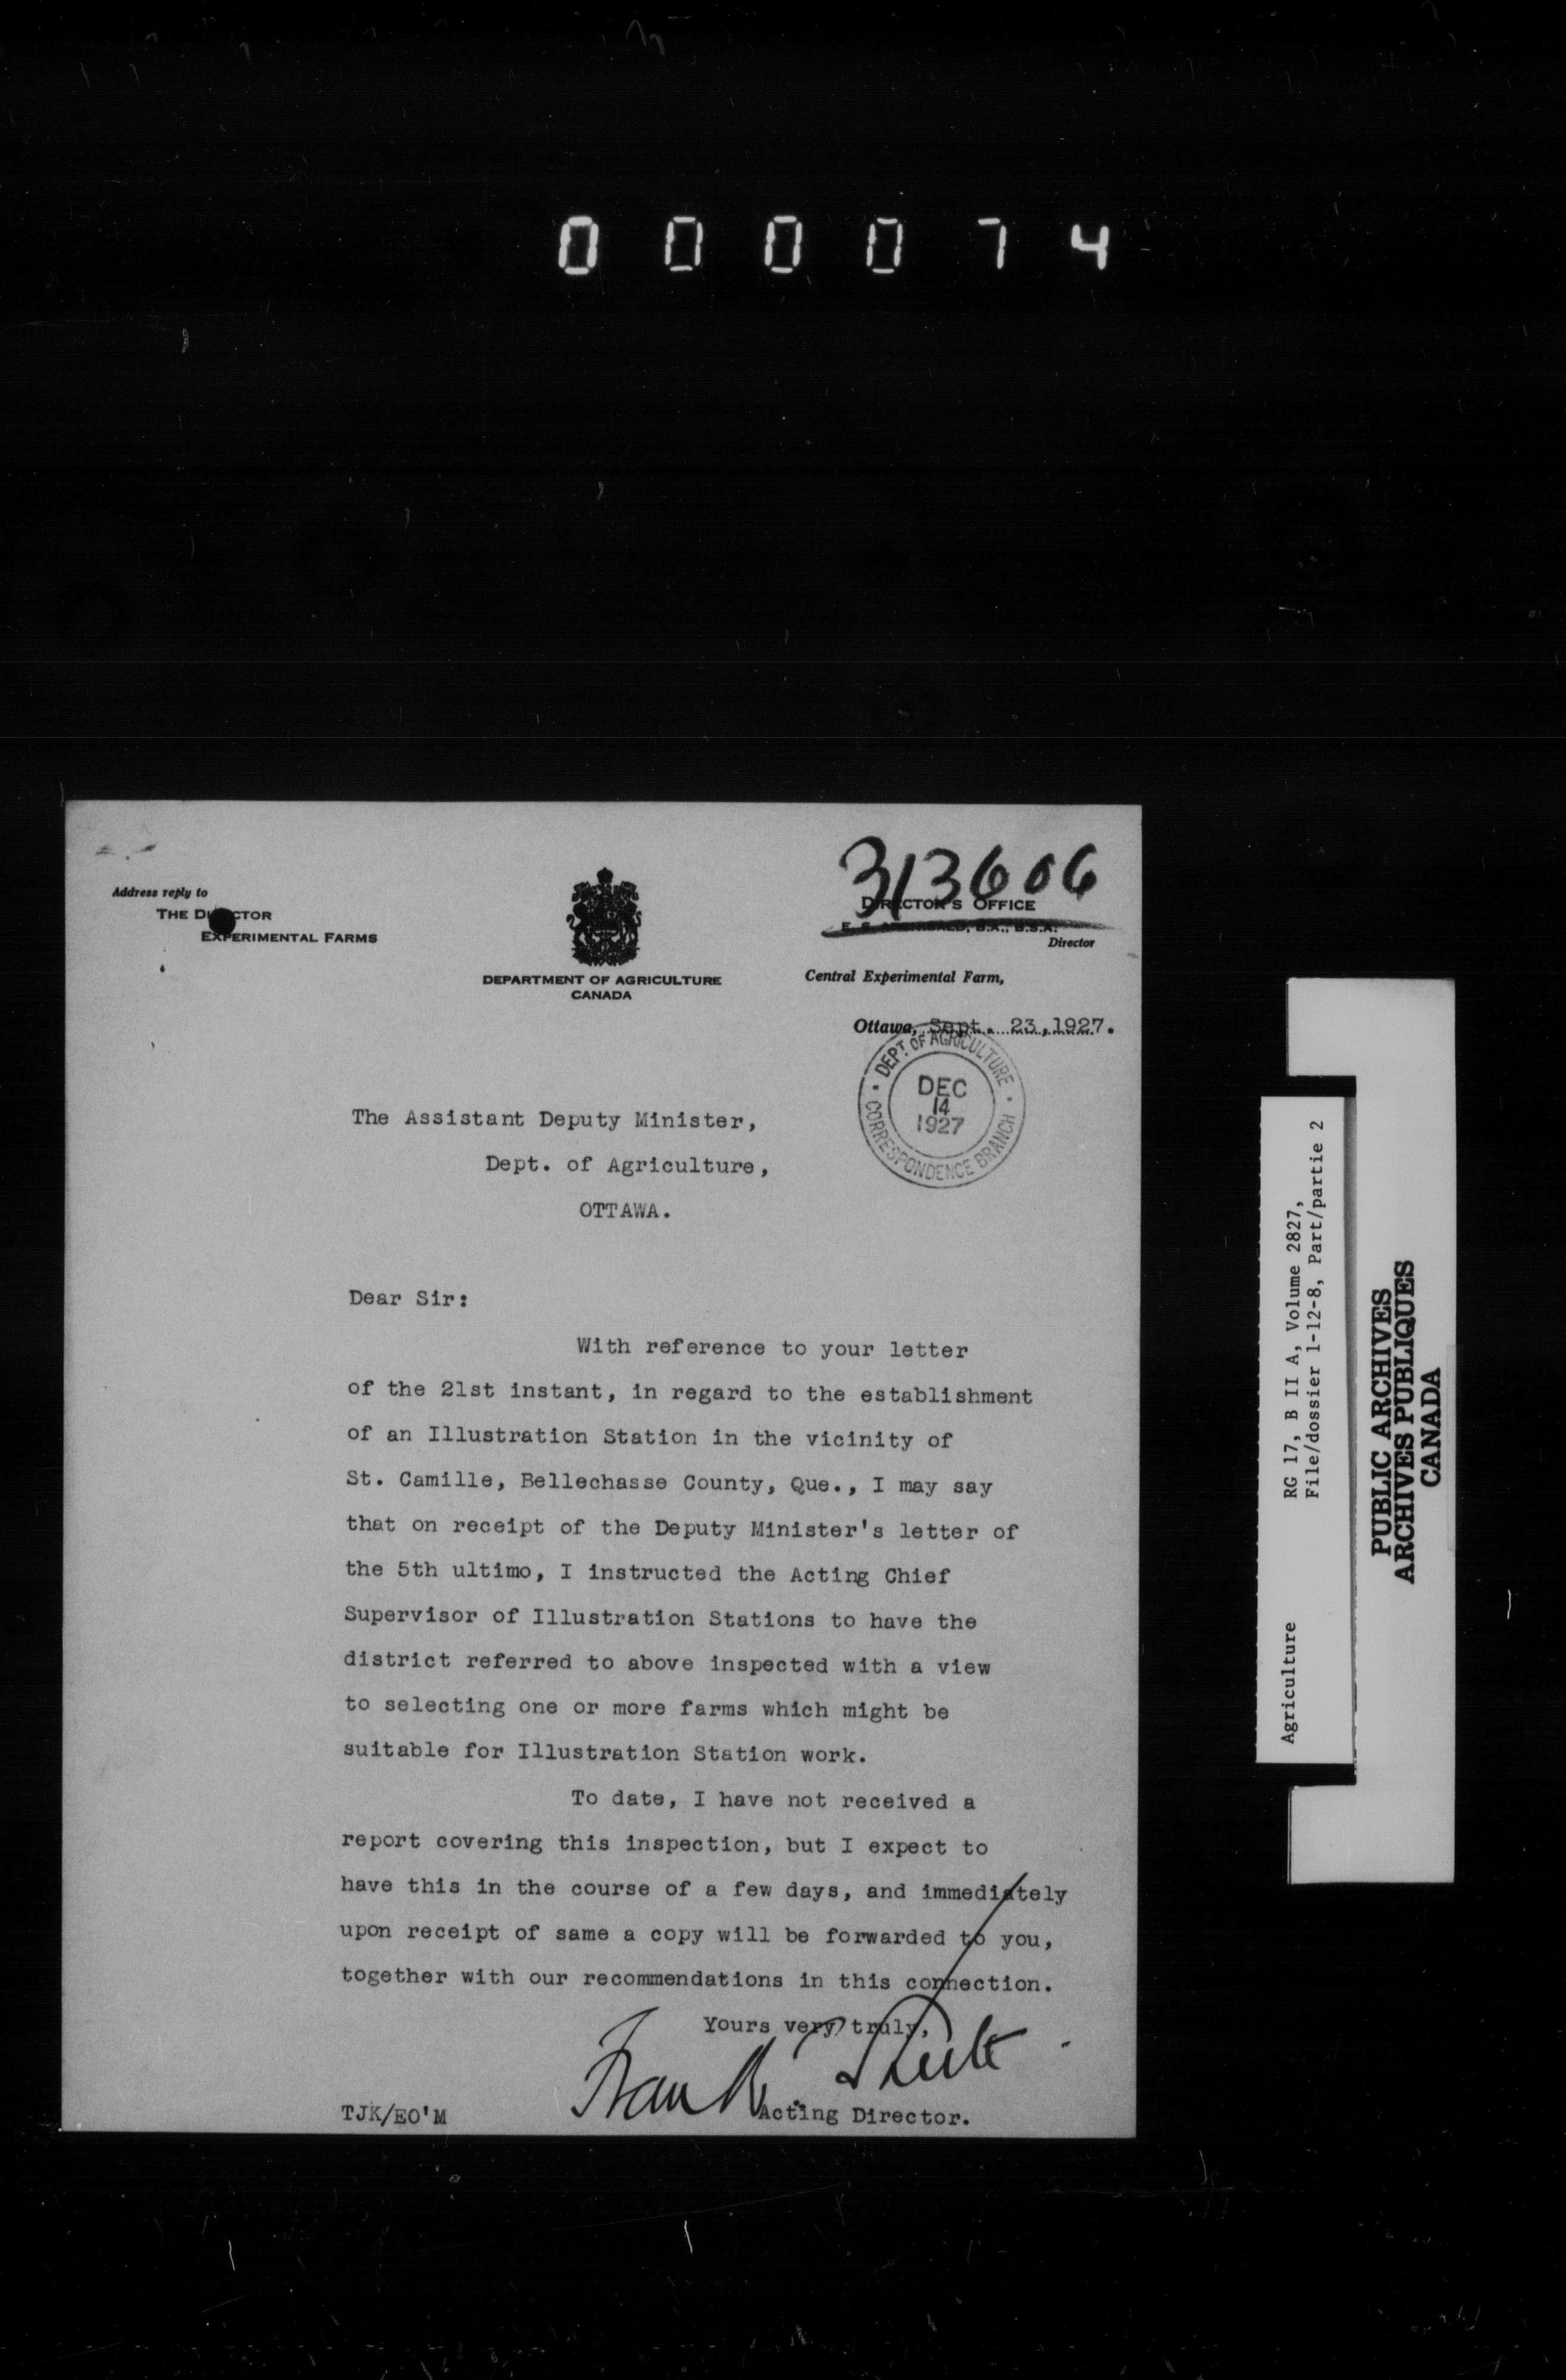 000074
313606
Address reply to
THE DIRECTOR
EXPERIMENTAL FARMS
DEPARTMENT OF AGRICULTURE
CANADA
DIRECTOR'S OFFICE
E. S. ARCHIBALD, B.A., B.S.A.
Director
Central Experimental Farm,
Ottawa, Sept. 23,1927.
DEPT. OF AGRICULTURE
DEC
14
1927
CORRESPONDENCE BRANCH
The Assistant Deputy Minister,
Dept. of Agriculture,
OTTAWA.
Dear Sir:
With reference to your letter
of the 21st instant, in regard to the establishment
of an Illustration Station in the vicinity of
St. Camille, Bellechasse County, Que., I may say
that on receipt of the Deputy Minister's letter of
the 5th ultimo, I instructed the Acting Chief
Supervisor of Illustration Stations to have the
district referred to above inspected with a view
to selecting one or more farms which might be
suitable for Illustration Station work.
To date, I have not received a
report covering this inspection, but I expect to
have this in the course of a few days, and immediately
upon receipt of same a copy will be forwarded to you,
together with our recommendations in this connection.
Yours very truly,
Frank T. Shutt
Acting Director.
TJK/EO'M
Agriculture RG 17, B II A, Volume 2827,
File/dossier 1-12-8, Part/partie 2
PUBLIC ARCHIVES
ARCHIVES PUBLIQUES
CANADA